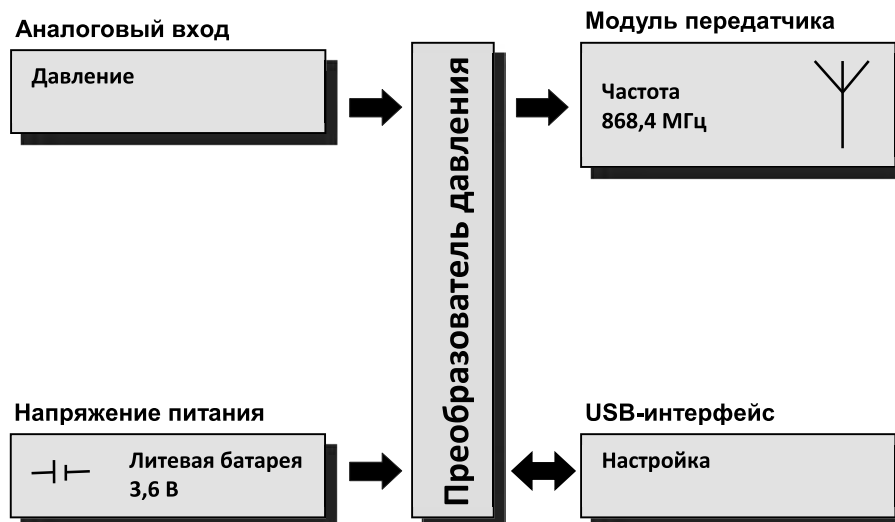 Аналоговый вход
Давление
Преобразователь давления
Модуль передатчика
Частота
868,4 МГц
Напряжение питания
Литевая батарея
3,6 В
USB-интерфейс
Настройка